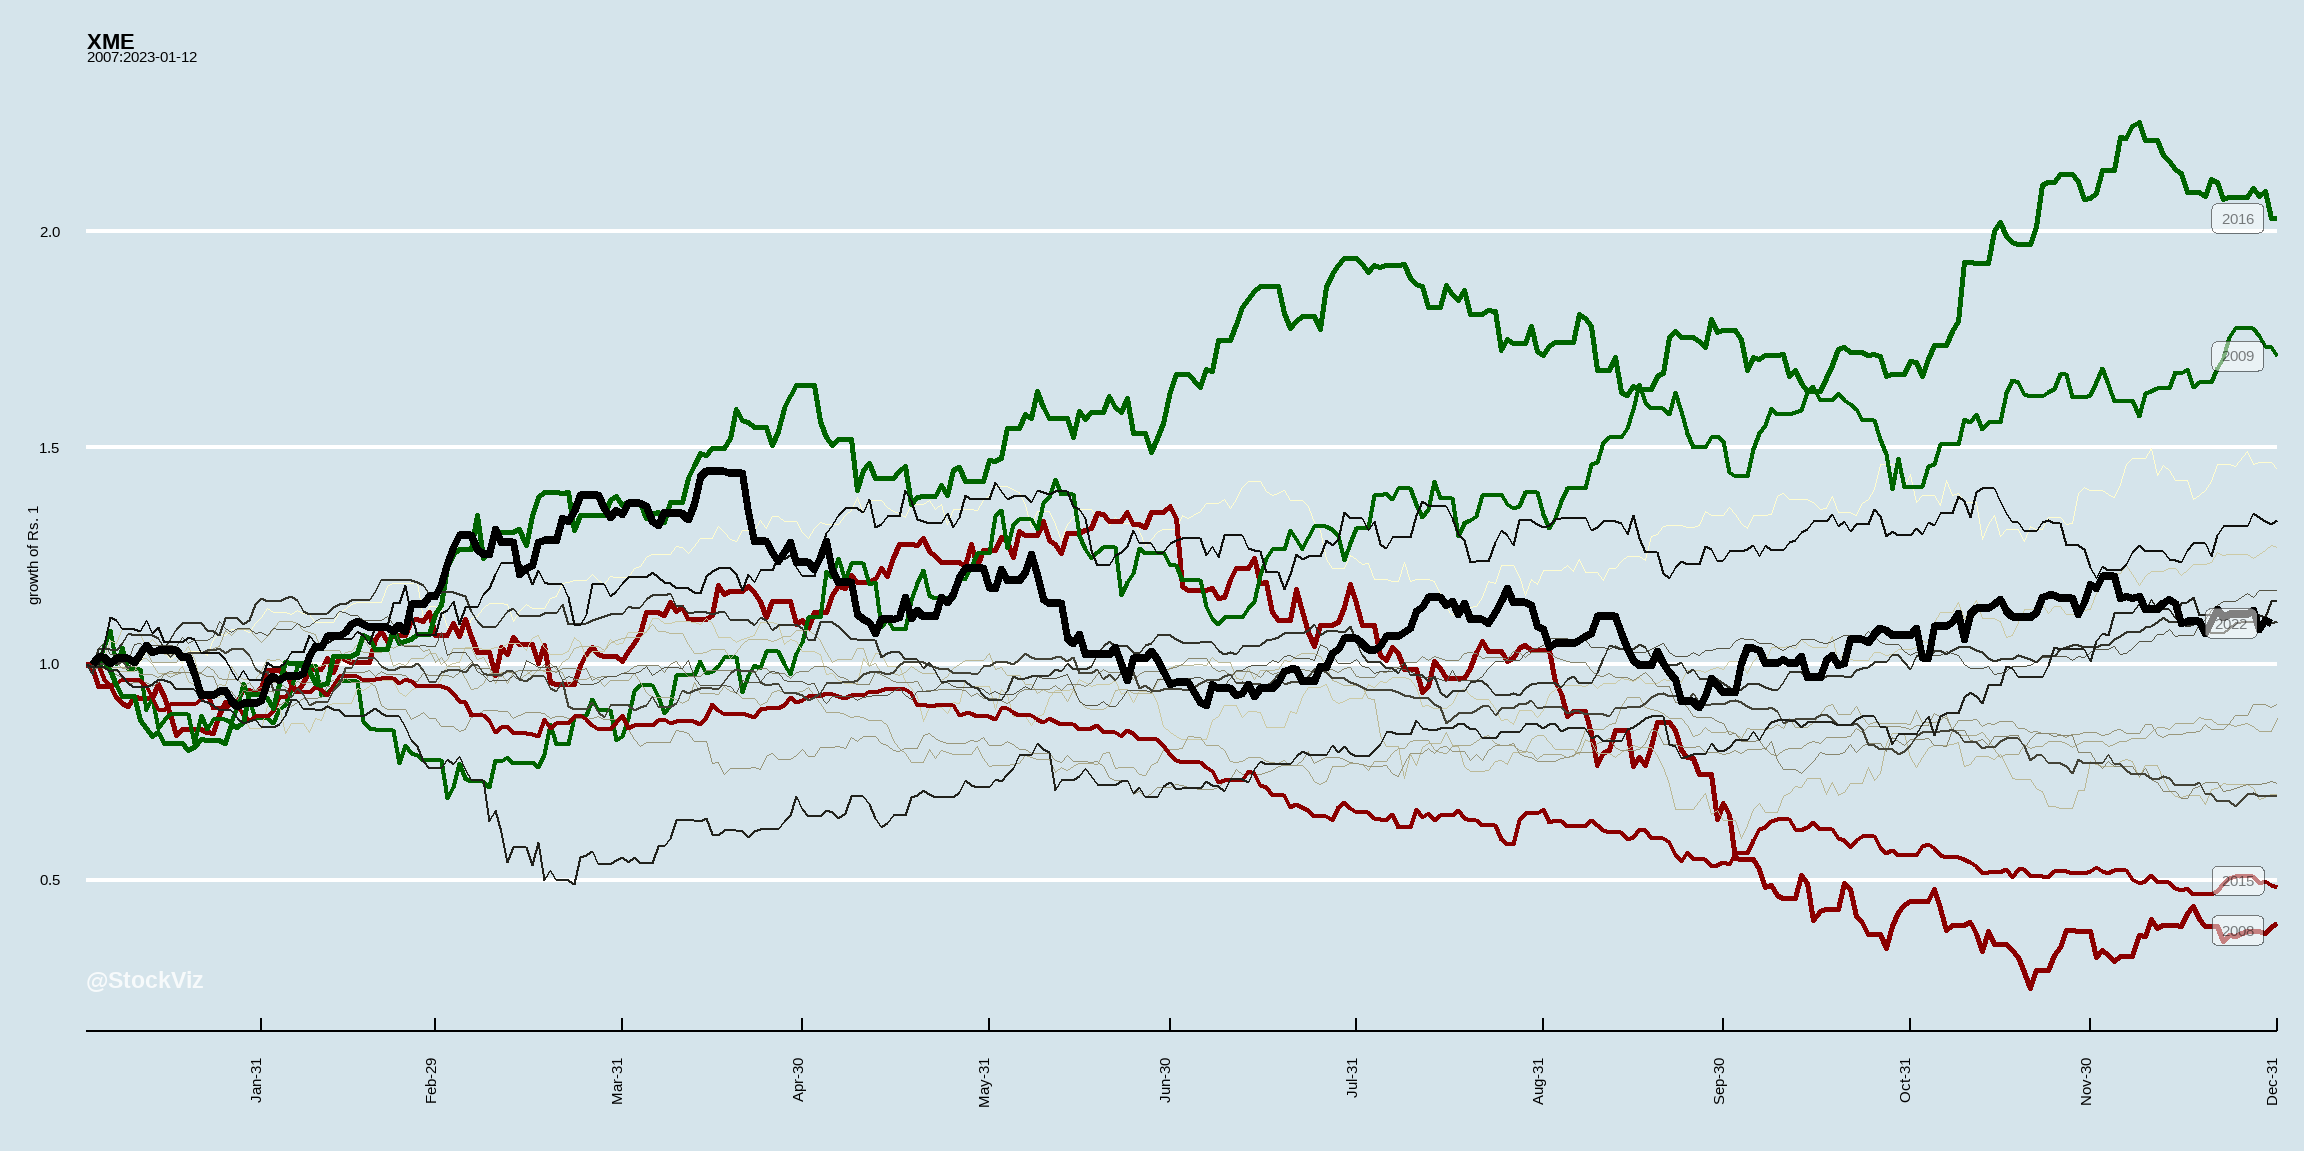 XME
2007:2023-01-12
2.0
1.5
1.0
0.5
growth of Rs. 1
2016
2009
2022
2015
2008
@StockViz
Jan-31
Feb-29
Mar-31
Apr-30
May-31
Jun-30
Jul-31
Aug-31
Sep-30
Oct-31
Nov-30
Dec-31